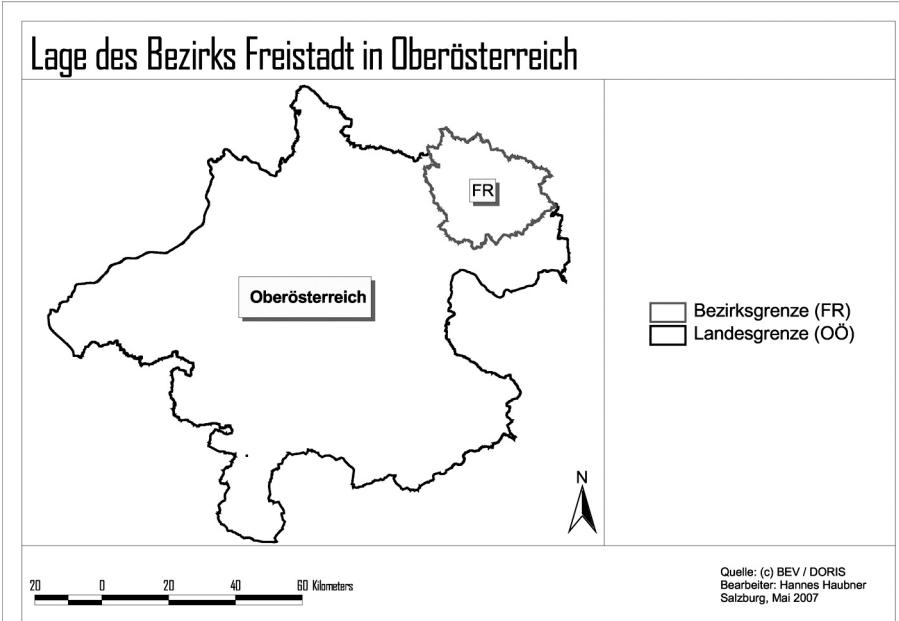 Lage des Bezirks Freistadt in Oberösterreich
FR
Oberösterreich
Bezirksgrenze (FR)
Landesgrenze (OÖ)
N
20 0 20 40 60 Kilometers
Quelle: (c) BEV / DORIS
Bearbeiter: Hannes Haubner
Salzburg, Mai 2007